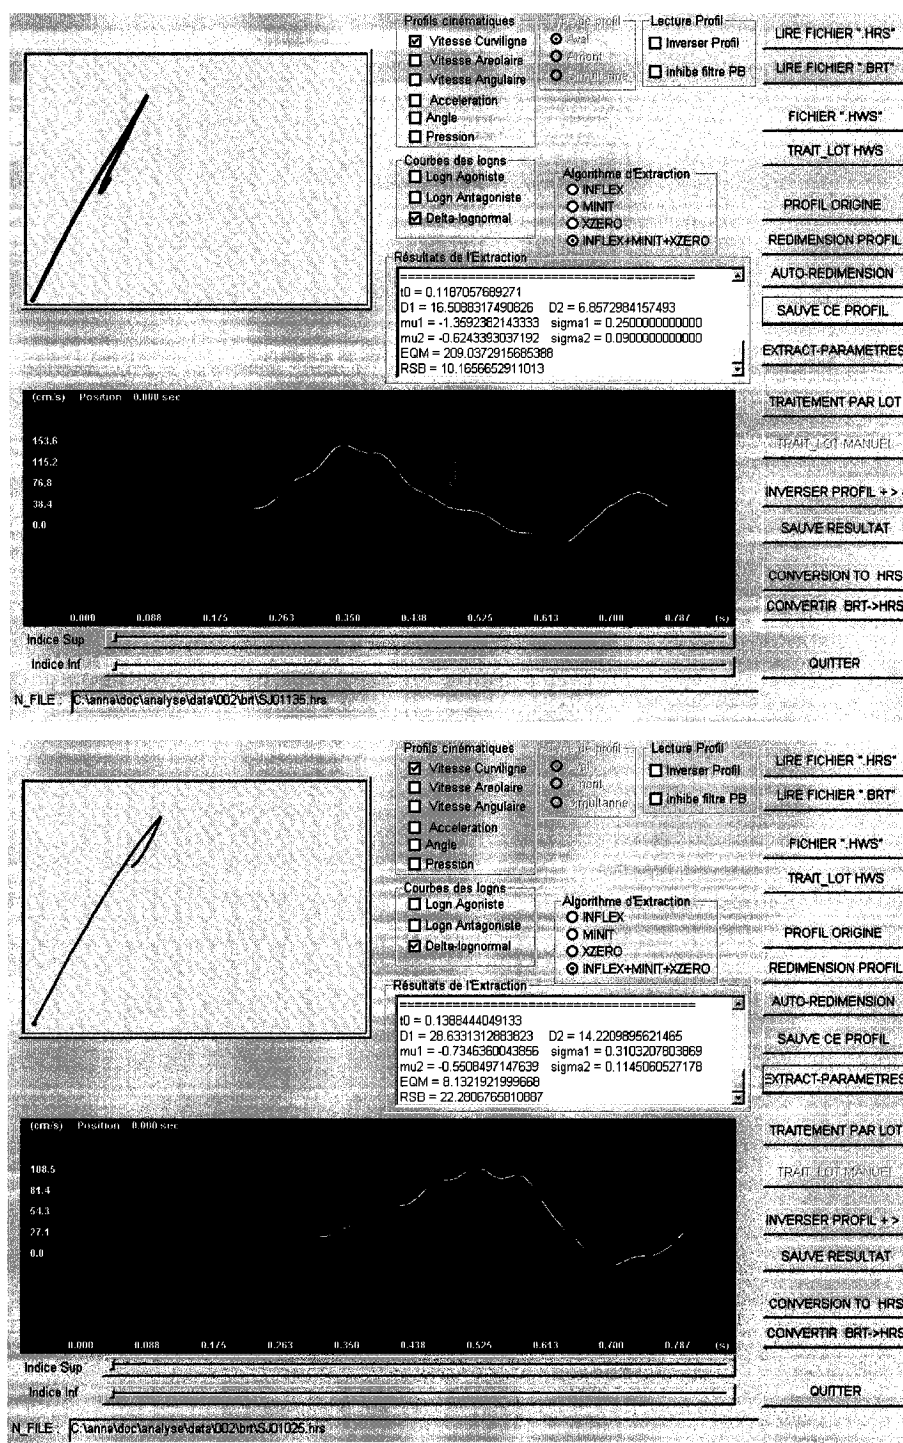 Profils cinématiques
Vitesse Curviligne
Vitesse Areolaire
Vitesse Angulaire
Acceleration
Angle
Pression
Lecture Profil
Inverser Profil
inhibe filtre PB
Courbes des logns
Logn Agoniste
Logn Antagoniste
Delta-lognormal
Algorithme d'Extraction
INFLEX
MINIT
XZERO
INFLEX+MINIT+XZERO
Résultats de l'Extraction
t0 = 0.1187057689271
D1 = 16.5088317490826 D2 = 6.8572984157493
mu1 = -1.3592362143333 sigma1 = 0.2500000000000
mu2 = -0.6243393037192 sigma2 = 0.0900000000000
EQM = 209.0372915685388
RSB = 10.1656652911013
LIRE FICHIER ".HRS"
LIRE FICHIER ".BRT"
FICHIER ".HWS"
TRAIT_LOT HWS
PROFIL ORIGINE
REDIMENSION PROFIL
AUTO-REDIMENSION
SAUVE CE PROFIL
EXTRACT-PARAMETRES
TRAITEMENT PAR LOT
TRAIT_LOT MANUEL
INVERSER PROFIL + >
SAUVE RESULTAT
CONVERSION TO HRS
CONVERTIR BRT->HRS
QUITTER
(cm/s) Position 0.000 sec
153.6
115.2
76.8
38.4
0.0
0.000 0.088 0.175 0.263 0.350 0.438 0.525 0.613 0.700 0.787 (s)
Indice Sup
Indice Inf
N_FILE : C:\anna\doc\analyse\data\002\brt\SJ01135.hrs
Profils cinématiques
Vitesse Curviligne
Vitesse Areolaire
Vitesse Angulaire
Acceleration
Angle
Pression
Lecture Profil
Inverser Profil
inhibe filtre PB
Courbes des logns
Logn Agoniste
Logn Antagoniste
Delta-lognormal
Algorithme d'Extraction
INFLEX
MINIT
XZERO
INFLEX+MINIT+XZERO
Résultats de l'Extraction
t0 = 0.1388444049133
D1 = 28.6331312883823 D2 = 14.2209895621465
mu1 = -0.7346360043856 sigma1 = 0.3103207803869
mu2 = -0.5608497147639 sigma2 = 0.1145060527178
EQM = 8.1321921999668
RSB = 22.2806765810887
LIRE FICHIER ".HRS"
LIRE FICHIER ".BRT"
FICHIER ".HWS"
TRAIT_LOT HWS
PROFIL ORIGINE
REDIMENSION PROFIL
AUTO-REDIMENSION
SAUVE CE PROFIL
EXTRACT-PARAMETRES
TRAITEMENT PAR LOT
TRAIT_LOT MANUEL
INVERSER PROFIL + >
SAUVE RESULTAT
CONVERSION TO HRS
CONVERTIR BRT->HRS
QUITTER
(cm/s) Position 0.000 sec
108.5
81.4
54.3
27.1
0.0
0.000 0.088 0.175 0.263 0.350 0.438 0.525 0.613 0.700 0.787 (s)
Indice Sup
Indice Inf
N_FILE : C:\anna\doc\analyse\data\002\brt\SJ01025.hrs